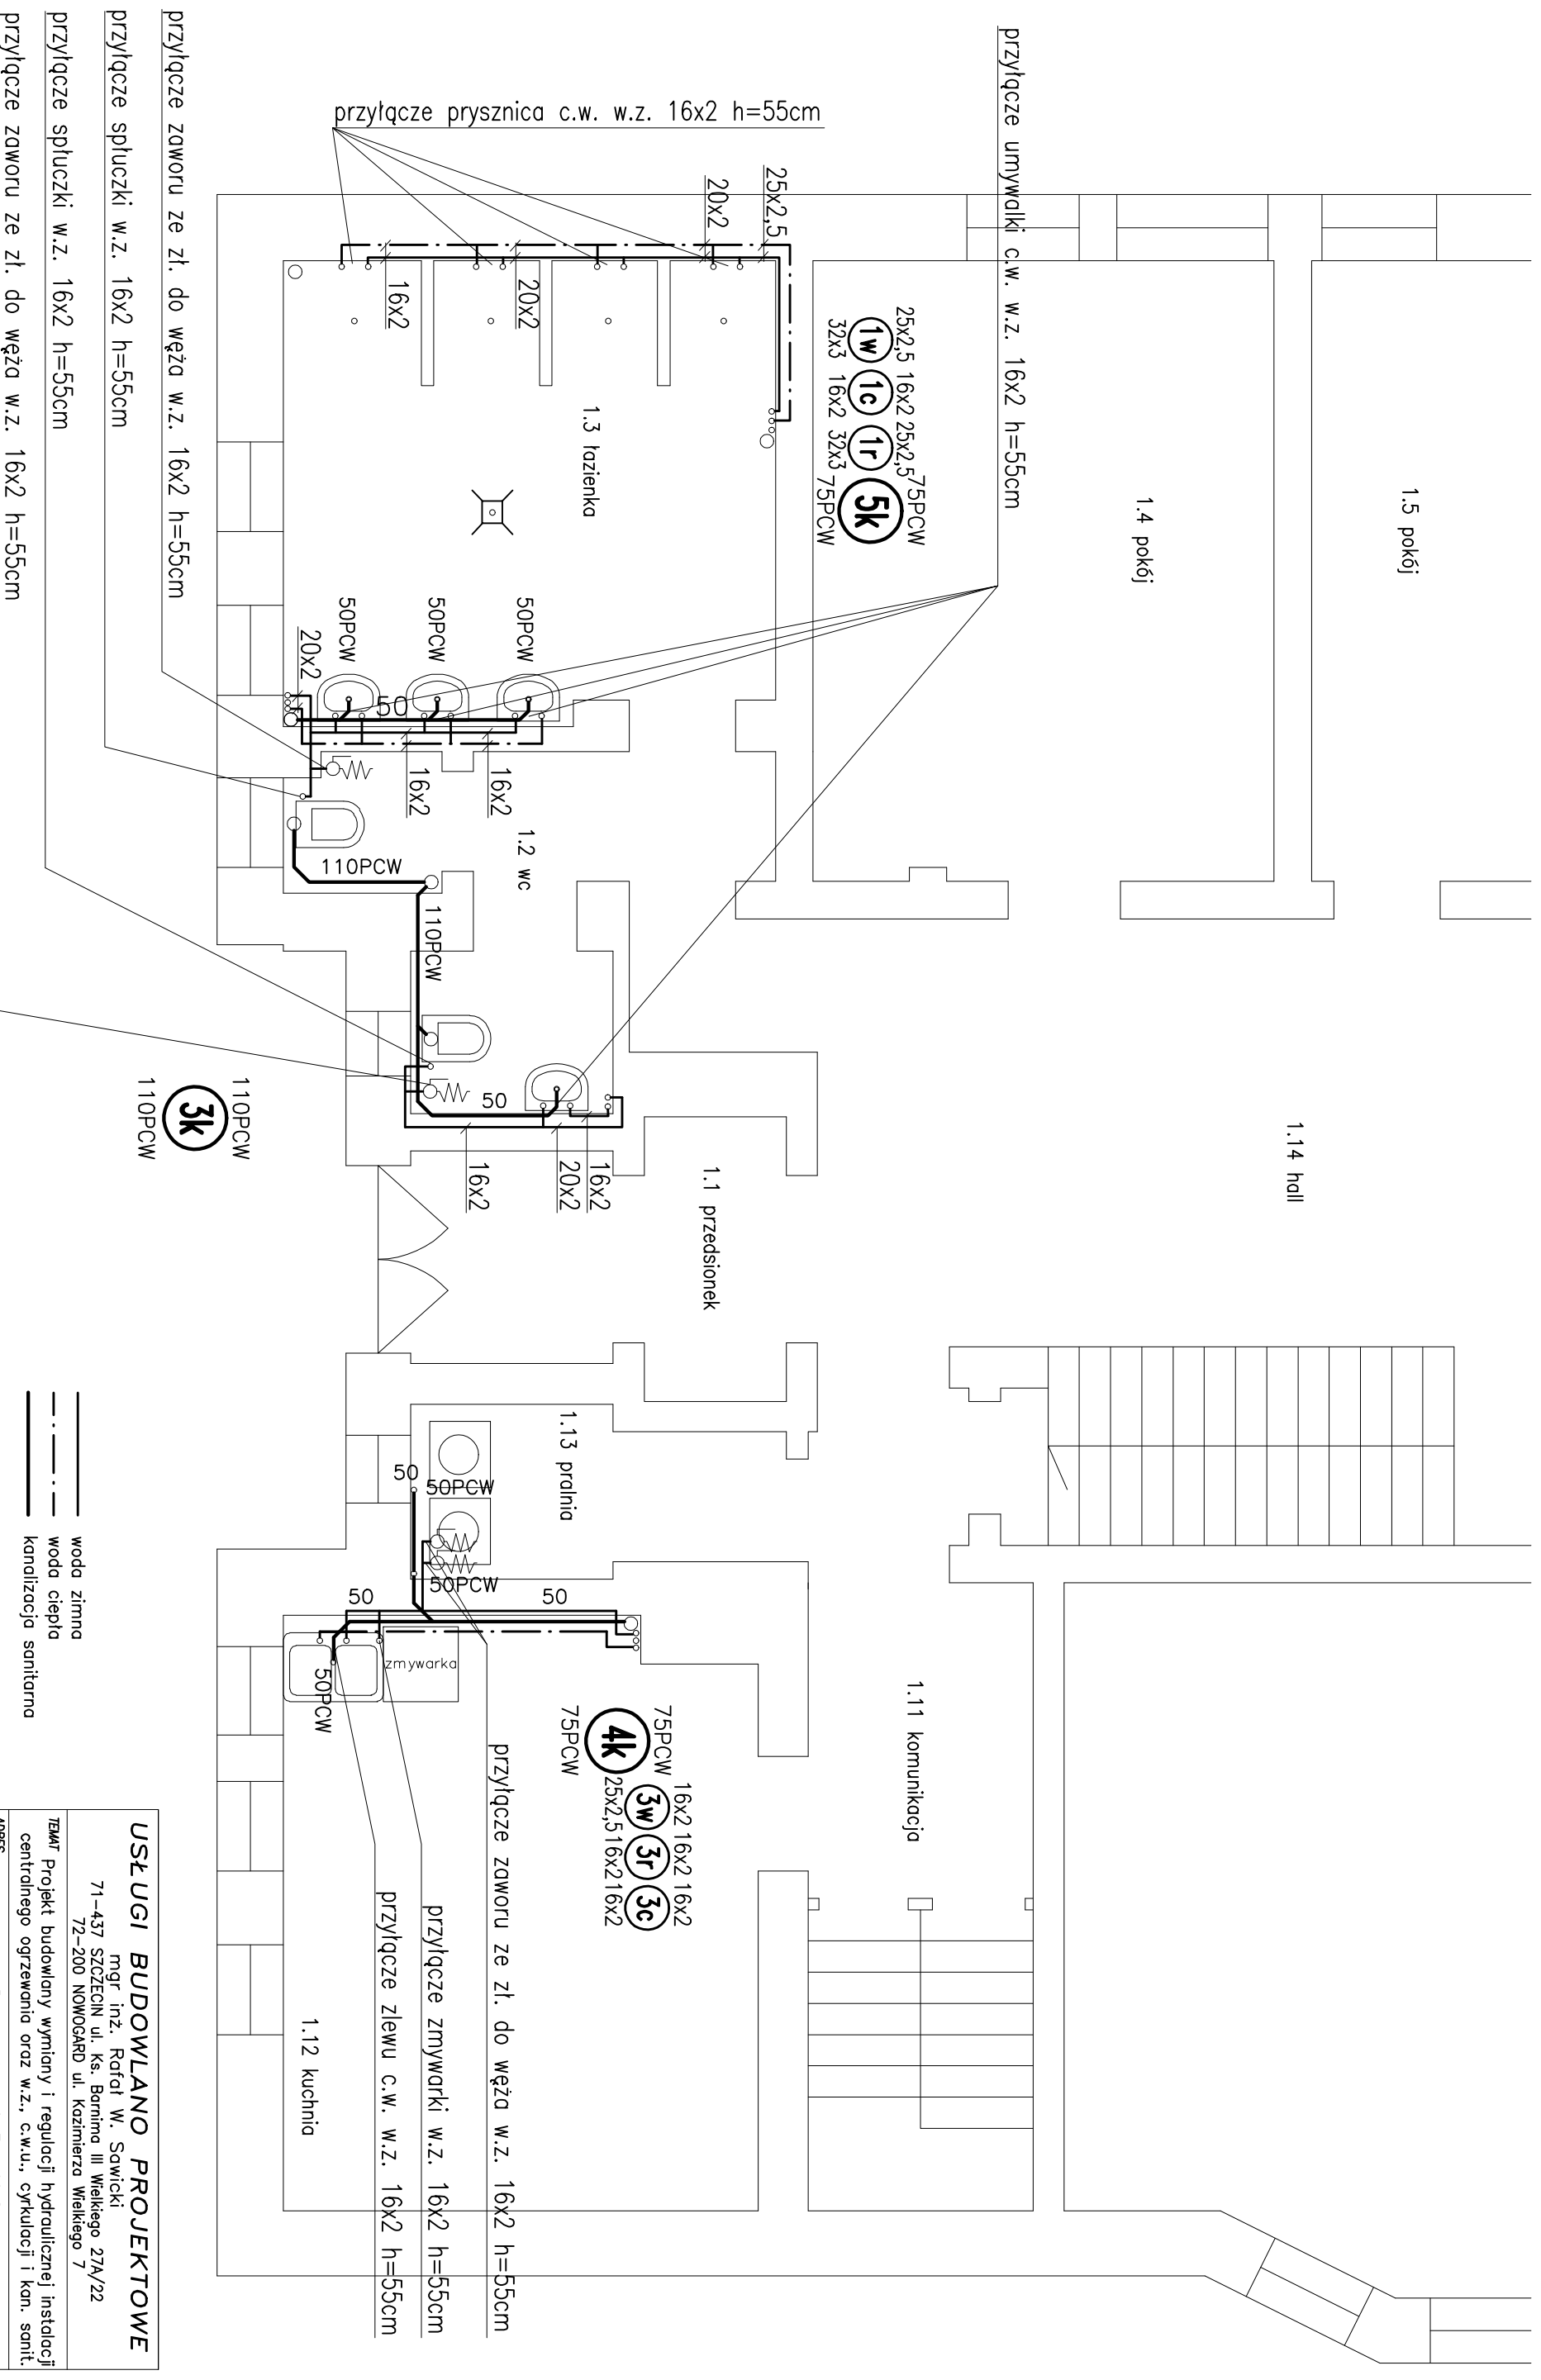 przyłącze umywalki c.w. w.z. 16x2 h=55cm
przyłącze prysznica c.w. w.z. 16x2 h=55cm
przyłącze zaworu ze zł. do węża w.z. 16x2 h=55cm
przyłącze spłuczki w.z. 16x2 h=55cm
przyłącze spłuczki w.z. 16x2 h=55cm
przyłącze zaworu ze zł. do węża w.z. 16x2 h=55cm
25x2,5
20x2
20x2
16x2
25x2,5 16x2 25x2,5 75PCW
1w 1c 1r 5k
32x3 16x2 32x3 75PCW
1.5 pokój
1.4 pokój
1.3 łazienka
50PCW
50PCW
50PCW
20x2
50
16x2
16x2
1.2 wc
110PCW
110PCW
50
16x2
20x2
16x2
110PCW
3k
110PCW
1.14 hall
1.1 przedsionek
1.13 pralnia
50
50PCW
50PCW
50
50
zmywarka
50PCW
1.11 komunikacja
75PCW 16x2 16x2 16x2
4k 3w 3r 3c
75PCW 25x2,5 16x2 16x2
przyłącze zaworu ze zł. do węża w.z. 16x2 h=55cm
przyłącze zmywarki w.z. 16x2 h=55cm
przyłącze zlewu c.w. w.z. 16x2 h=55cm
1.12 kuchnia
woda zimna
woda ciepła
kanalizacja sanitarna
USŁUGI BUDOWLANO PROJEKTOWE
mgr inż. Rafał W. Sawicki
71-437 SZCZECIN ul. Ks. Barnima III Wielkiego 27A/22
72-200 NOWOGARD ul. Kazimierza Wielkiego 7
TEMAT Projekt budowlany wymiany i regulacji hydraulicznej instalacji
centralnego ogrzewania oraz w.z., c.w.u., cyrkulacji i kan. sanit.